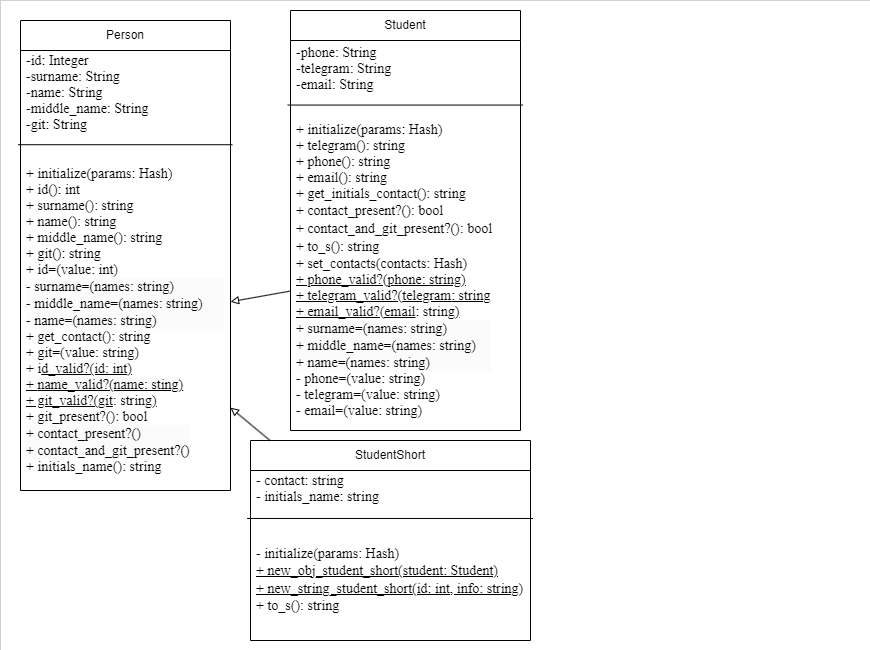 Person
-id: Integer
-surname: String
-name: String
-middle_name: String
-git: String
+ initialize(params: Hash)
+ id(): int
+ surname(): string
+ name(): string
+ middle_name(): string
+ git(): string
+ id=(value: int)
- surname=(names: string)
- middle_name=(names: string)
- name=(names: string)
+ get_contact(): string
+ git=(value: string)
+ id_valid?(id: int)
+ name_valid?(name: sting)
+ git_valid?(git: string)
+ git_present?(): bool
+ contact_present?()
+ contact_and_git_present?()
+ initials_name(): string
Student
-phone: String
-telegram: String
-email: String
+ initialize(params: Hash)
+ telegram(): string
+ phone(): string
+ email(): string
+ get_initials_contact(): string
+ contact_present?(): bool
+ contact_and_git_present?(): bool
+ to_s(): string
+ set_contacts(contacts: Hash)
+ phone_valid?(phone: string)
+ telegram_valid?(telegram: string
+ email_valid?(email: string)
+ surname=(names: string)
+ middle_name=(names: string)
+ name=(names: string)
- phone=(value: string)
- telegram=(value: string)
- email=(value: string)
StudentShort
- contact: string
- initials_name: string
- initialize(params: Hash)
+ new_obj_student_short(student: Student)
+ new_string_student_short(id: int, info: string)
+ to_s(): string